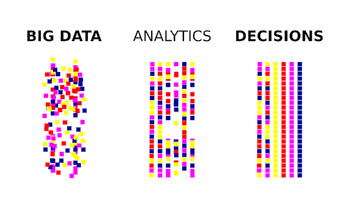 BIG DATA ANALYTICS DECISIONS